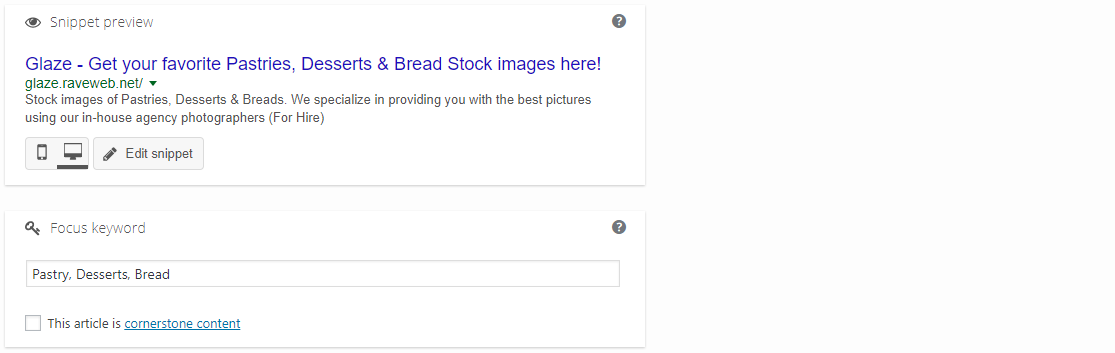 Snippet preview
Glaze - Get your favorite Pastries, Desserts & Bread Stock images here!
glaze.raveweb.net/
Stock images of Pastries, Desserts & Breads. We specialize in providing you with the best pictures
using our in-house agency photographers (For Hire)
Edit snippet
Focus keyword
Pastry, Desserts, Bread
This article is cornerstone content